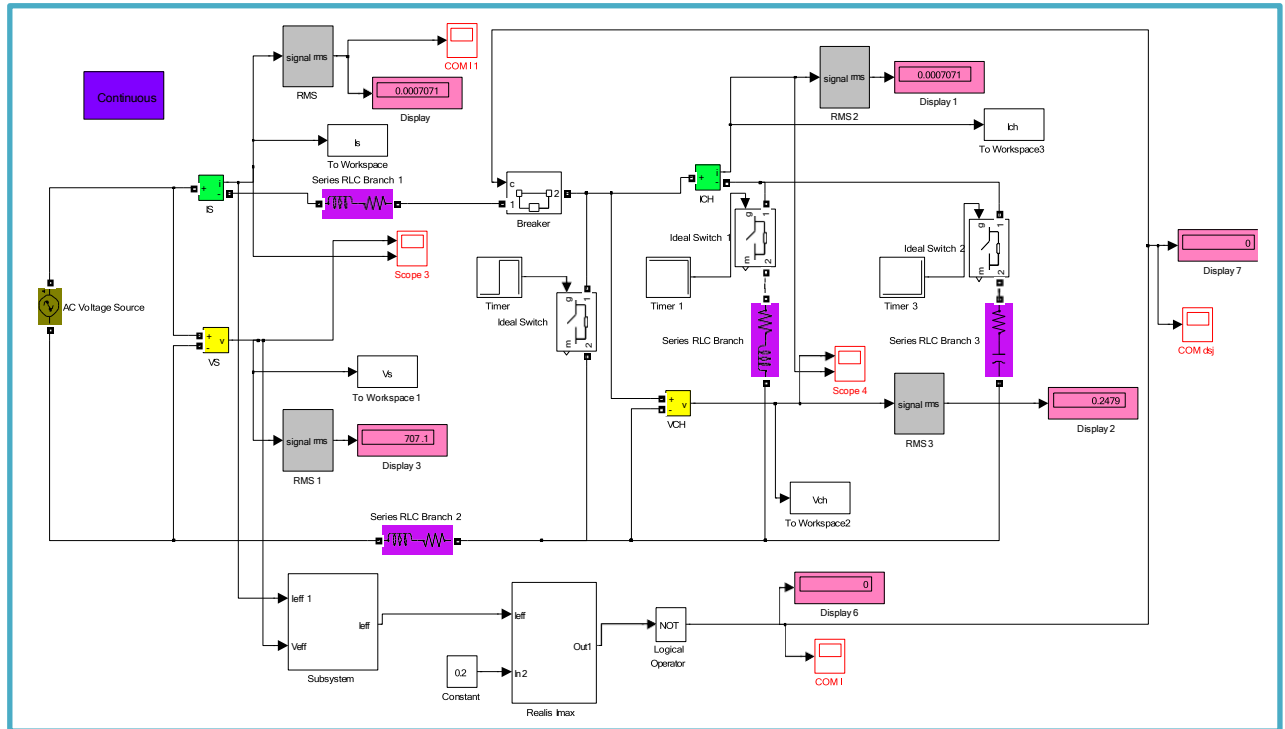 Continuous
signal rms
RMS
COM I 1
0.0007071
Display
Is
To Workspace
i
+
-
IS
Series RLC Branch 1
c
1
2
Breaker
signal rms
RMS 2
0.0007071
Display 1
Ich
To Workspace3
i
+
-
ICH
Ideal Switch 1
g
m
1
2
Timer 1
Ideal Switch 2
g
m
1
2
Timer 3
0
Display 7
COM dsj
Scope 3
Timer
Ideal Switch
g
m
1
2
AC Voltage Source
+
-
v
VS
Vs
To Workspace 1
signal rms
RMS 1
707 .1
Display 3
Series RLC Branch
Series RLC Branch 3
Scope 4
+
-
v
VCH
signal rms
RMS 3
0.2479
Display 2
Vch
To Workspace2
Series RLC Branch 2
Ieff 1
Veff
Ieff
Subsystem
0.2
Constant
Ieff
In2
Out1
Realis Imax
NOT
Logical
Operator
0
Display 6
COM I